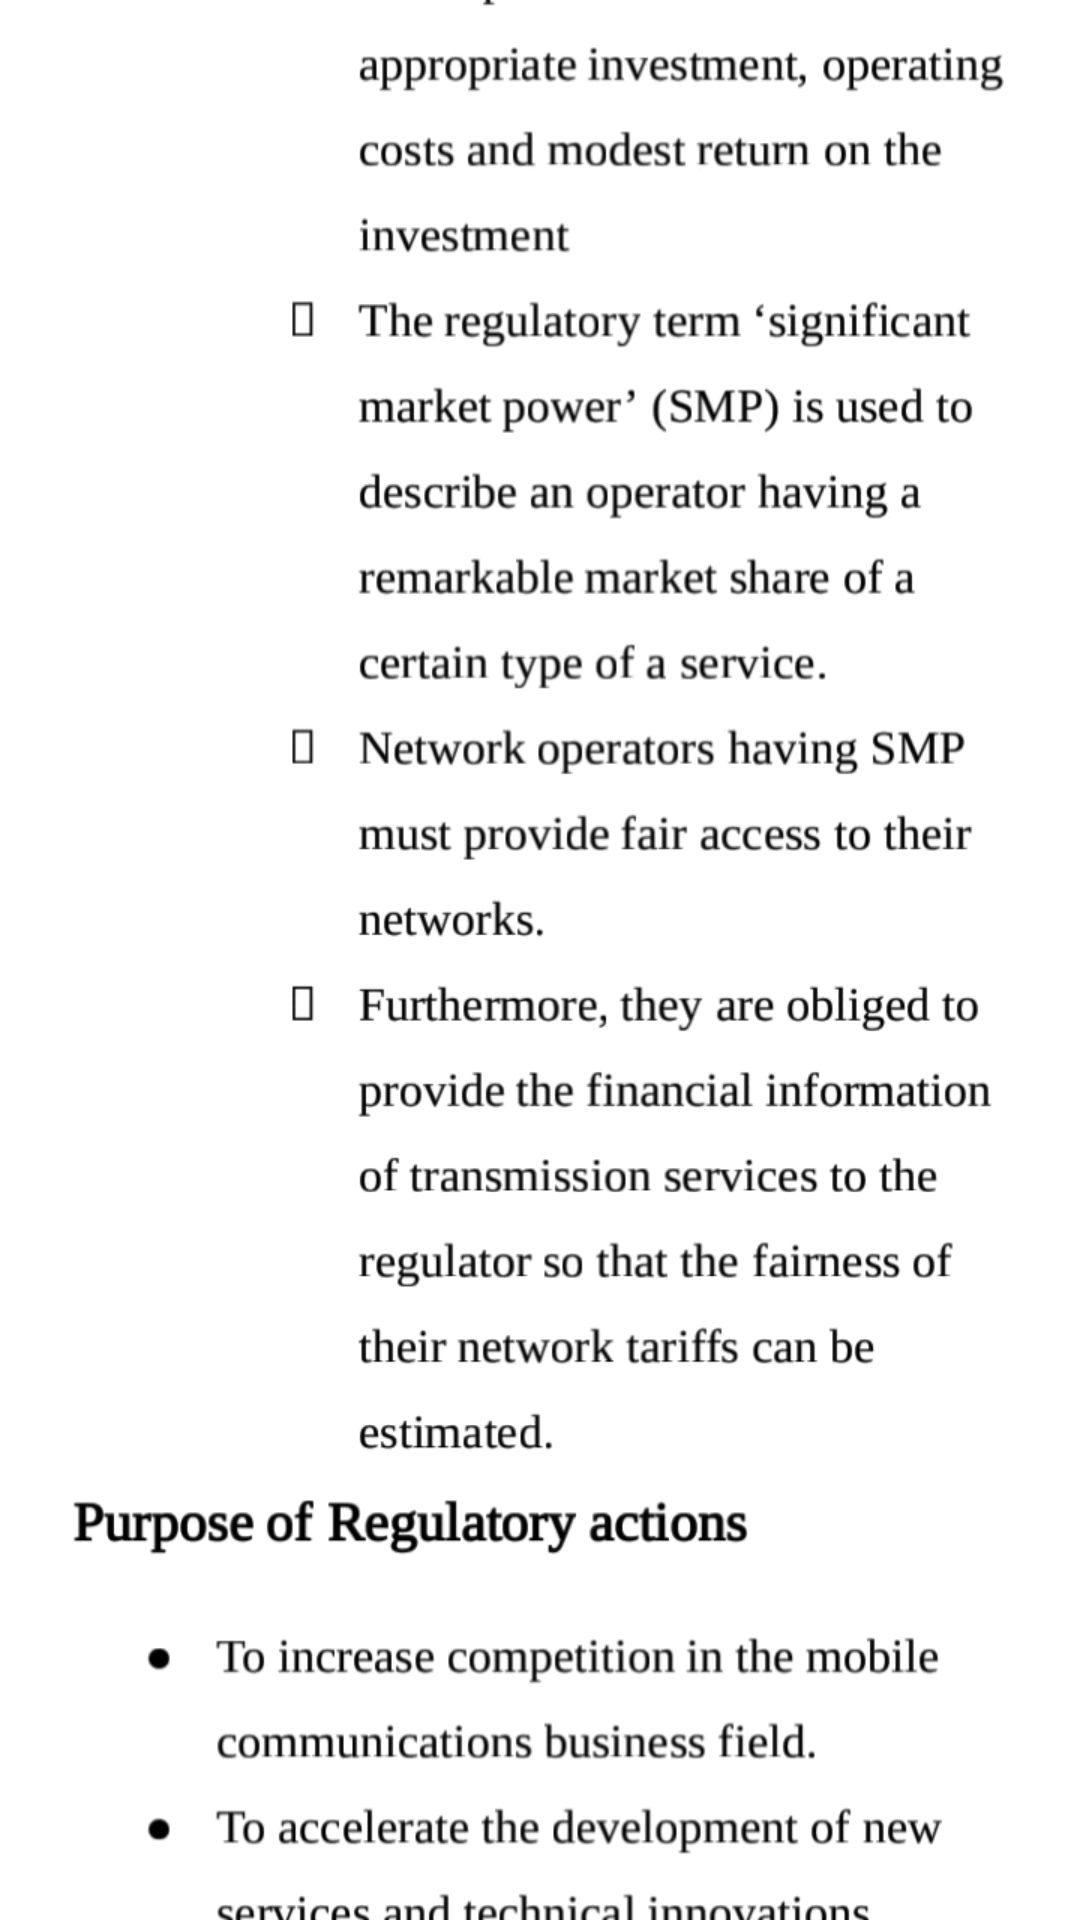 appropriate investment, operating
costs and modest return on the
investment
▯ The regulatory term ‘significant
market power’ (SMP) is used to
describe an operator having a
remarkable market share of a
certain type of a service.
▯ Network operators having SMP
must provide fair access to their
networks.
▯ Furthermore, they are obliged to
provide the financial information
of transmission services to the
regulator so that the fairness of
their network tariffs can be
estimated.
Purpose of Regulatory actions
● To increase competition in the mobile
communications business field.
● To accelerate the development of new
services and technical innovations